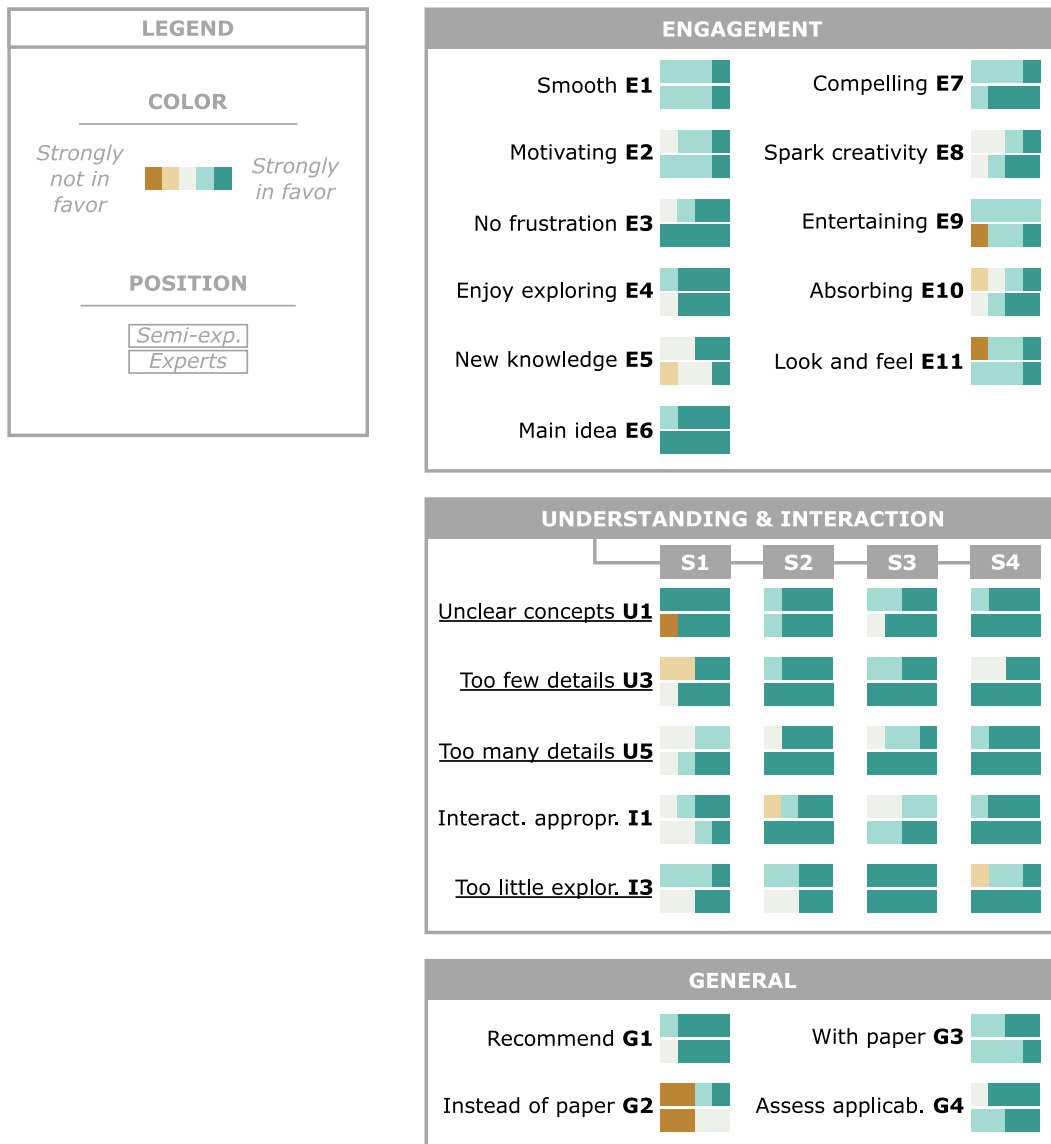 LEGEND
COLOR
Strongly
not in
favor
Strongly
in favor
POSITION
Semi-exp.
Experts
ENGAGEMENT
Smooth E1
Motivating E2
No frustration E3
Enjoy exploring E4
New knowledge E5
Main idea E6
Compelling E7
Spark creativity E8
Entertaining E9
Absorbing E10
Look and feel E11
UNDERSTANDING & INTERACTION
S1 S2 S3 S4
Unclear concepts U1
Too few details U3
Too many details U5
Interact. appropr. I1
Too little explor. I3
GENERAL
Recommend G1
Instead of paper G2
With paper G3
Assess applicab. G4